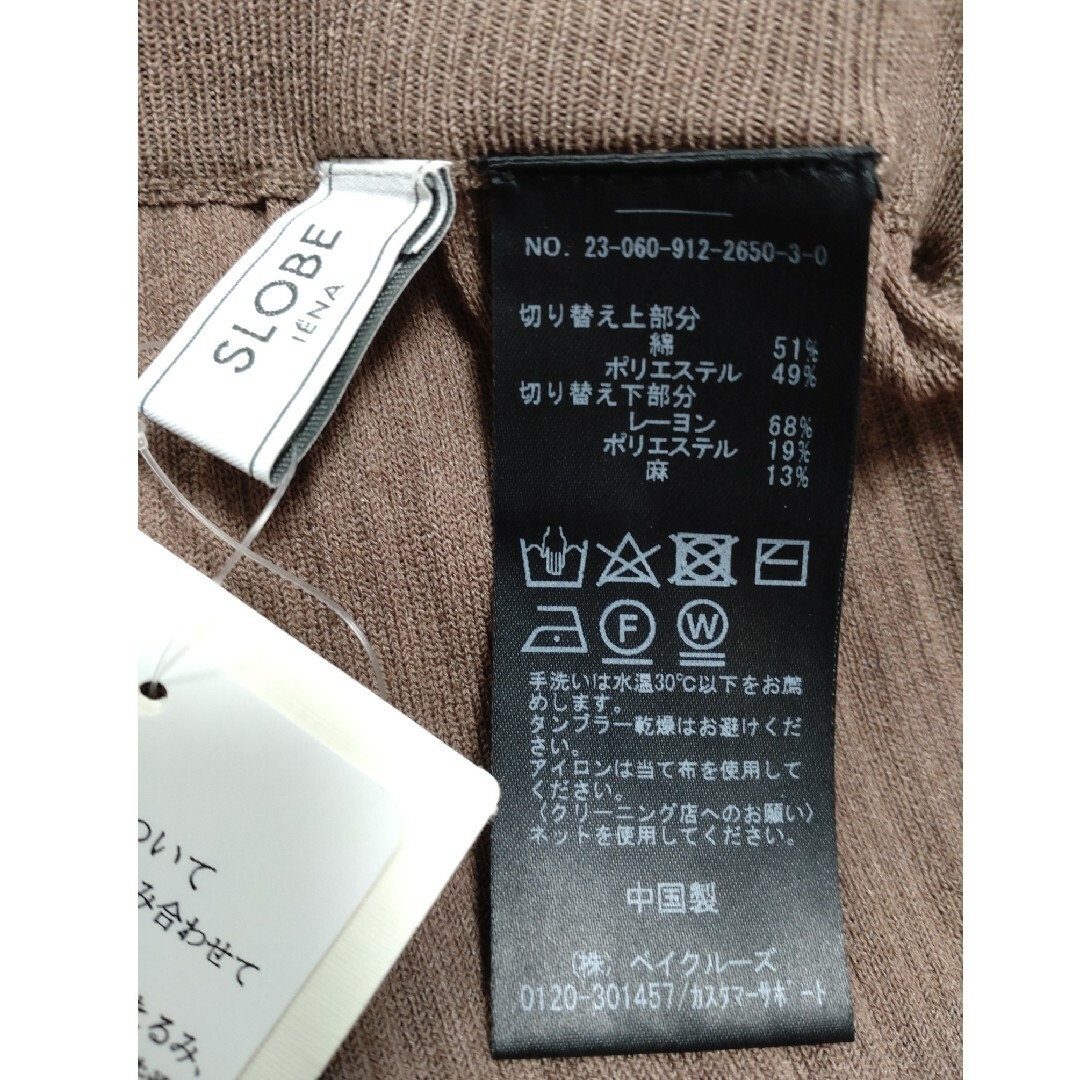 SLOBE
IÉNA
NO. 23-060-912-2650-3-0
切り替え上部分
綿 51%
ポリエステル 49%
切り替え下部分
レーヨン 68%
ポリエステル 19%
麻 13%
F W
手洗いは水温30℃以下をお薦
めします。
タンブラー乾燥はお避けくだ
さい。
アイロンは当て布を使用して
ください。
〈クリーニング店へのお願い〉
ネットを使用してください。
中国製
(株) ベイクルーズ
0120-301457/カスタマーサポート
ついて
み合わせて
るみ、